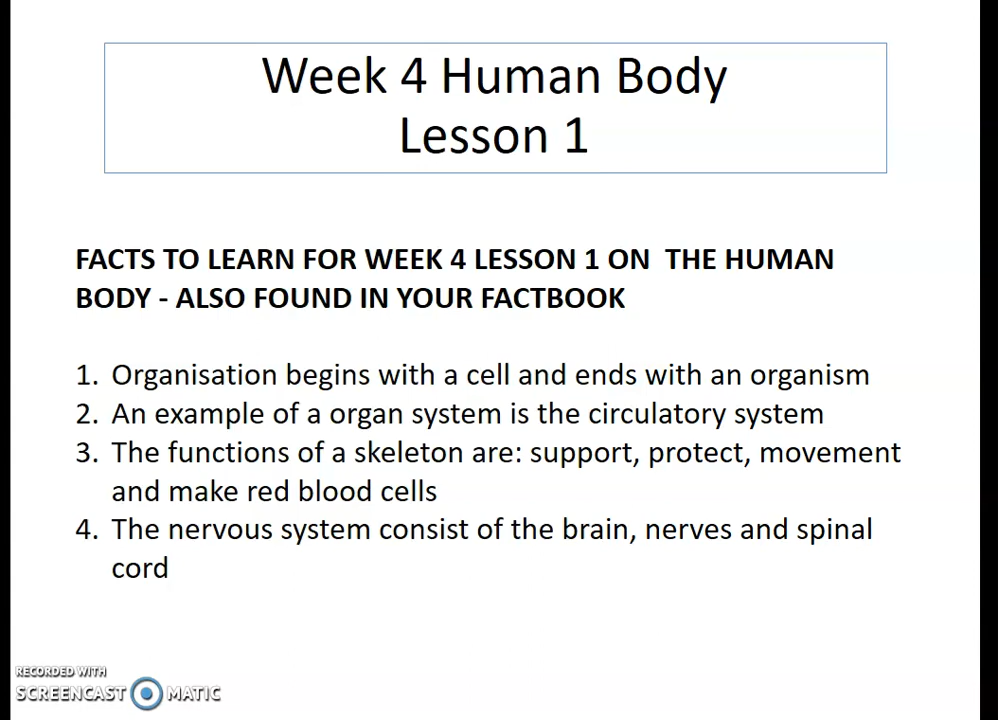 Week 4 Human Body
Lesson 1
FACTS TO LEARN FOR WEEK 4 LESSON 1 ON  THE HUMAN
BODY - ALSO FOUND IN YOUR FACTBOOK
1. Organisation begins with a cell and ends with an organism
2. An example of a organ system is the circulatory system
3. The functions of a skeleton are: support, protect, movement
and make red blood cells
4. The nervous system consist of the brain, nerves and spinal
cord
RECORDED WITH
SCREENCAST MATIC